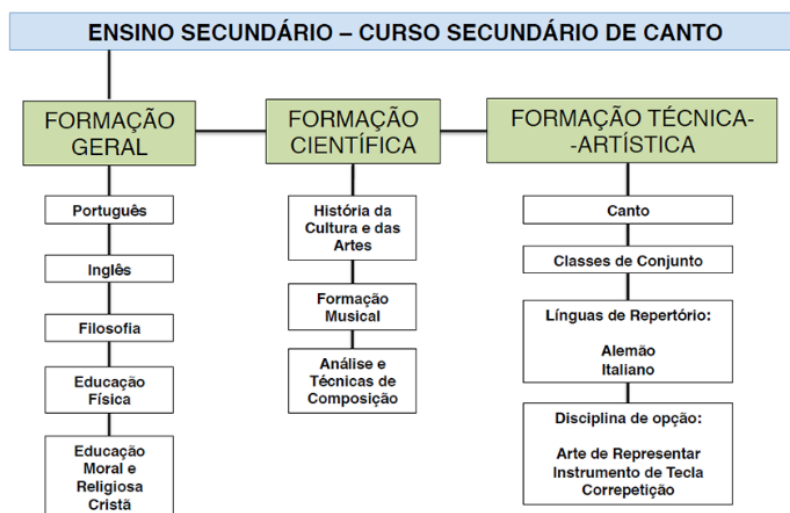 ENSINO SECUNDÁRIO – CURSO SECUNDÁRIO DE CANTO
FORMAÇÃO
GERAL
Português
Inglês
Filosofia
Educação
Física
Educação
Moral e
Religiosa
Cristã
FORMAÇÃO
CIENTÍFICA
História da
Cultura e das
Artes
Formação
Musical
Análise e
Técnicas de
Composição
FORMAÇÃO TÉCNICA-
-ARTÍSTICA
Canto
Classes de Conjunto
Línguas de Repertório:
Alemão
Italiano
Disciplina de opção:
Arte de Representar
Instrumento de Tecla
Correpetição